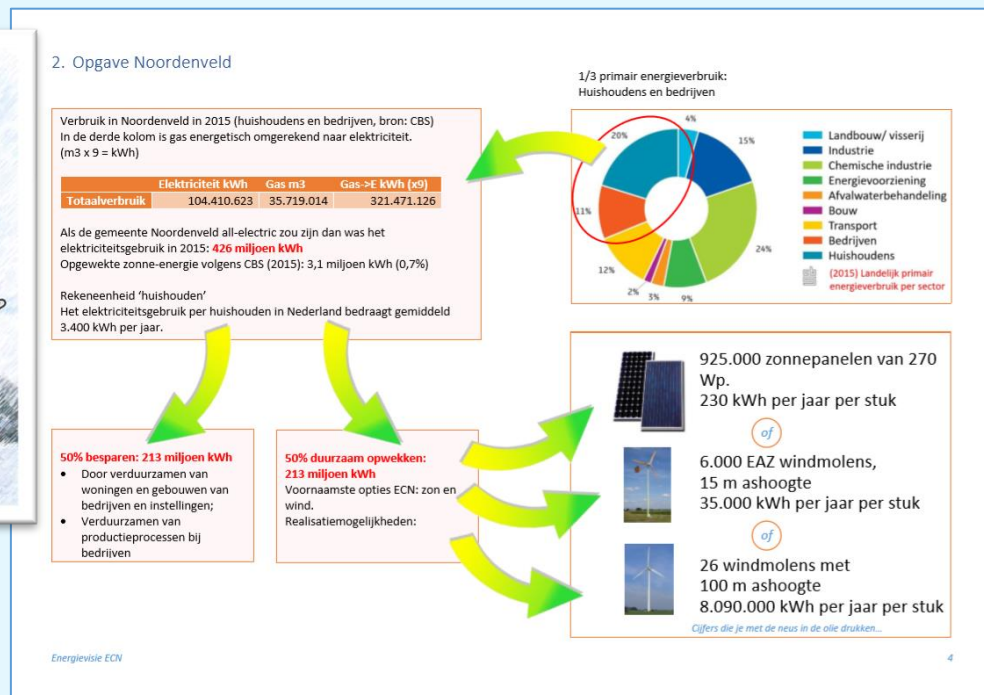 2. Opgave Noordenveld
Verbruik in Noordenveld in 2015 (huishoudens en bedrijven, bron: CBS)
In de derde kolom is gas energetisch omgerekend naar elektriciteit.
(m3 x 9 = kWh)
Elektriciteit kWh Gas m3 Gas->E kWh (x9)
Totaalverbruik 104.410.623 35.719.014 321.471.126
Als de gemeente Noordenveld all-electric zou zijn dan was het
elektriciteitsgebruik in 2015: 426 miljoen kWh
Opgewekte zonne-energie volgens CBS (2015): 3,1 miljoen kWh (0,7%)
Rekeneenheid ‘huishouden’
Het elektriciteitsgebruik per huishouden in Nederland bedraagt gemiddeld
3.400 kWh per jaar.
1/3 primair energieverbruik:
Huishoudens en bedrijven
4%
15%
24%
9%
3%
2%
12%
11%
20%
Landbouw/ visserij
Industrie
Chemische industrie
Energievoorziening
Afvalwaterbehandeling
Bouw
Transport
Bedrijven
Huishoudens
(2015) Landelijk primair
energieverbruik per sector
50% besparen: 213 miljoen kWh
• Door verduurzamen van
woningen en gebouwen van
bedrijven en instellingen;
• Verduurzamen van
productieprocessen bij
bedrijven
50% duurzaam opwekken:
213 miljoen kWh
Voornaamste opties ECN: zon en
wind.
Realisatiemogelijkheden:
925.000 zonnepanelen van 270
Wp.
230 kWh per jaar per stuk
of
6.000 EAZ windmolens,
15 m ashoogte
35.000 kWh per jaar per stuk
of
26 windmolens met
100 m ashoogte
8.090.000 kWh per jaar per stuk
Cijfers die je met de neus in de olie drukken...
Energievisie ECN
4